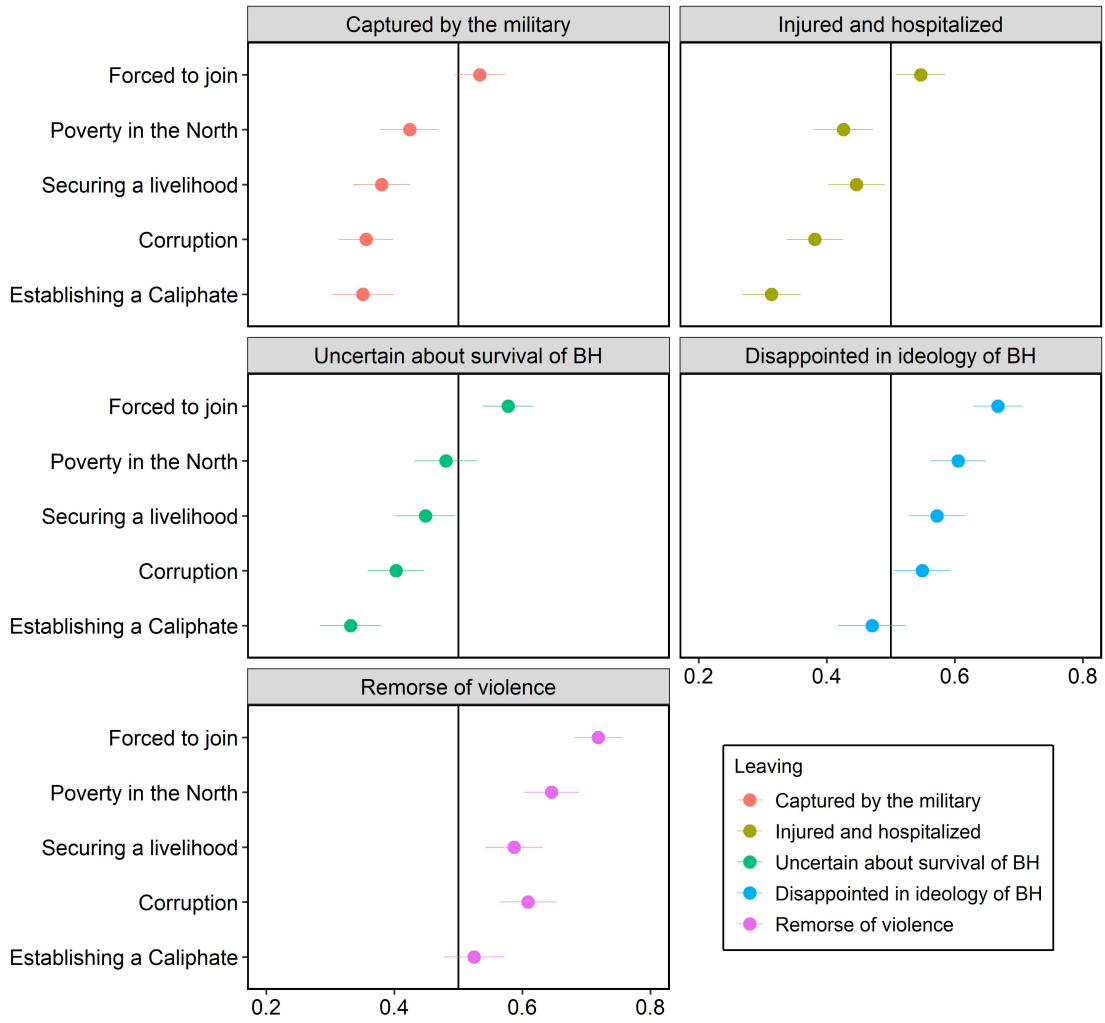 Captured by the military
Injured and hospitalized
Forced to join
Poverty in the North
Securing a livelihood
Corruption
Establishing a Caliphate
Uncertain about survival of BH
Disappointed in ideology of BH
Forced to join
Poverty in the North
Securing a livelihood
Corruption
Establishing a Caliphate
0.2 0.4 0.6 0.8
Remorse of violence
Forced to join
Poverty in the North
Securing a livelihood
Corruption
Establishing a Caliphate
0.2 0.4 0.6 0.8
Leaving
Captured by the military
Injured and hospitalized
Uncertain about survival of BH
Disappointed in ideology of BH
Remorse of violence